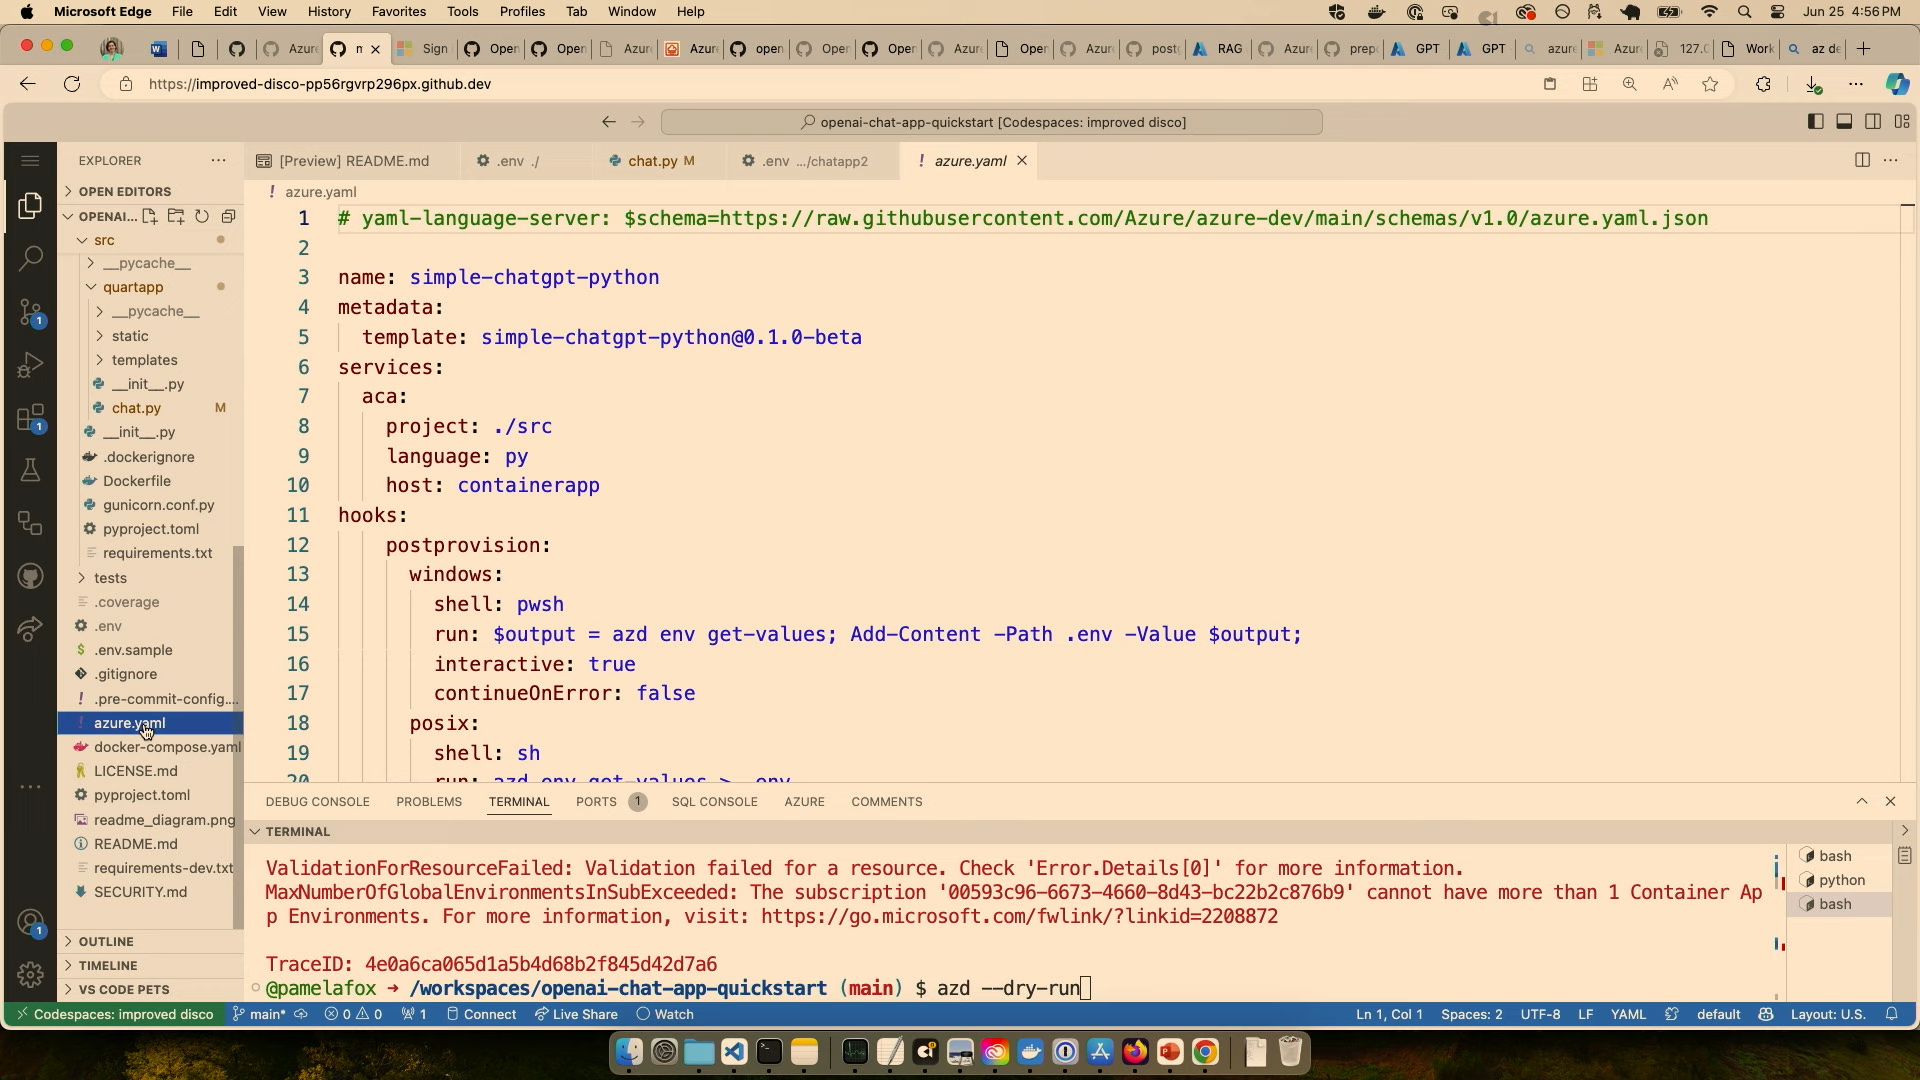 Microsoft Edge File Edit View History Favorites Tools Profiles Tab Window Help Jun 25 4:56 PM
https://improved-disco-pp56rgvrp296px.github.dev
openai-chat-app-quickstart [Codespaces: improved disco]
EXPLORER
[Preview] README.md .env ./ chat.py M .env .../chatapp2 ! azure.yaml
OPEN EDITORS
OPENAI...
src
__pycache__
quartapp
__pycache__
static
templates
__init__.py
chat.py M
__init__.py
.dockerignore
Dockerfile
gunicorn.conf.py
pyproject.toml
requirements.txt
tests
.coverage
.env
.env.sample
.gitignore
.pre-commit-config....
azure.yaml
docker-compose.yaml
LICENSE.md
pyproject.toml
readme_diagram.png
README.md
requirements-dev.txt
SECURITY.md
OUTLINE
TIMELINE
VS CODE PETS
! azure.yaml
1 # yaml-language-server: $schema=https://raw.githubusercontent.com/Azure/azure-dev/main/schemas/v1.0/azure.yaml.json
2
3 name: simple-chatgpt-python
4 metadata:
5 template: simple-chatgpt-python@0.1.0-beta
6 services:
7 aca:
8 project: ./src
9 language: py
10 host: containerapp
11 hooks:
12 postprovision:
13 windows:
14 shell: pwsh
15 run: $output = azd env get-values; Add-Content -Path .env -Value $output;
16 interactive: true
17 continueOnError: false
18 posix:
19 shell: sh
20 run: azd env get-values > .env
DEBUG CONSOLE PROBLEMS TERMINAL PORTS 1 SQL CONSOLE AZURE COMMENTS
TERMINAL
ValidationForResourceFailed: Validation failed for a resource. Check 'Error.Details[0]' for more information.
MaxNumberOfGlobalEnvironmentsInSubExceeded: The subscription '00593c96-6673-4660-8d43-bc22b2c876b9' cannot have more than 1 Container Ap
p Environments. For more information, visit: https://go.microsoft.com/fwlink/?linkid=2208872
TraceID: 4e0a6ca065d1a5b4d68b2f845d42d7a6
@pamelafox → /workspaces/openai-chat-app-quickstart (main) $ azd --dry-run
bash
python
bash
Codespaces: improved disco main* 0 0 1 Connect Live Share Watch Ln 1, Col 1 Spaces: 2 UTF-8 LF YAML default Layout: U.S.